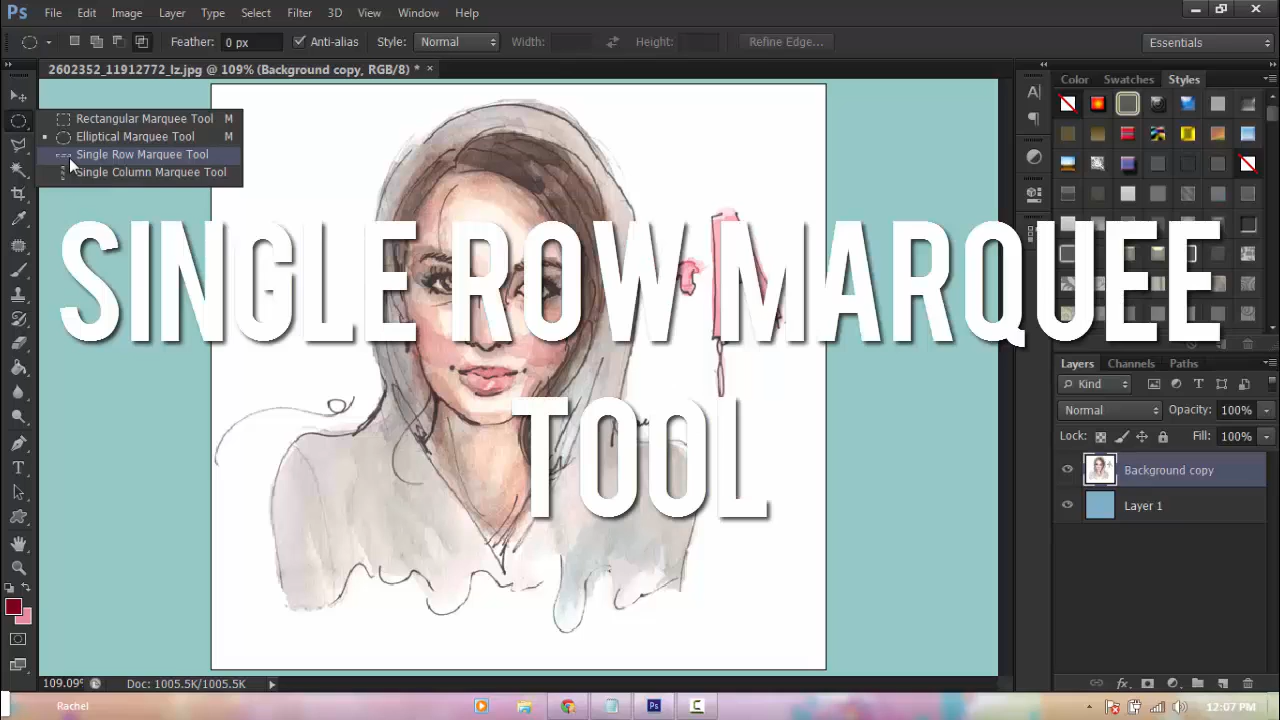 Ps File Edit Image Layer Type Select Filter 3D View Window Help
Feather: 0 px Anti-alias Style: Normal Width: Height: Refine Edge... Essentials
2602352_11912772_lz.jpg @ 109% (Background copy, RGB/8) * ×
Color Swatches Styles
Rectangular Marquee Tool M
Elliptical Marquee Tool M
Single Row Marquee Tool
Single Column Marquee Tool
SINGLE ROW MARQUEE
TOOL
Layers Channels Paths
Kind
Normal Opacity: 100%
Lock: Fill: 100%
Background copy
Layer 1
109.09% Doc: 1005.5K/1005.5K
Rachel 12:07 PM